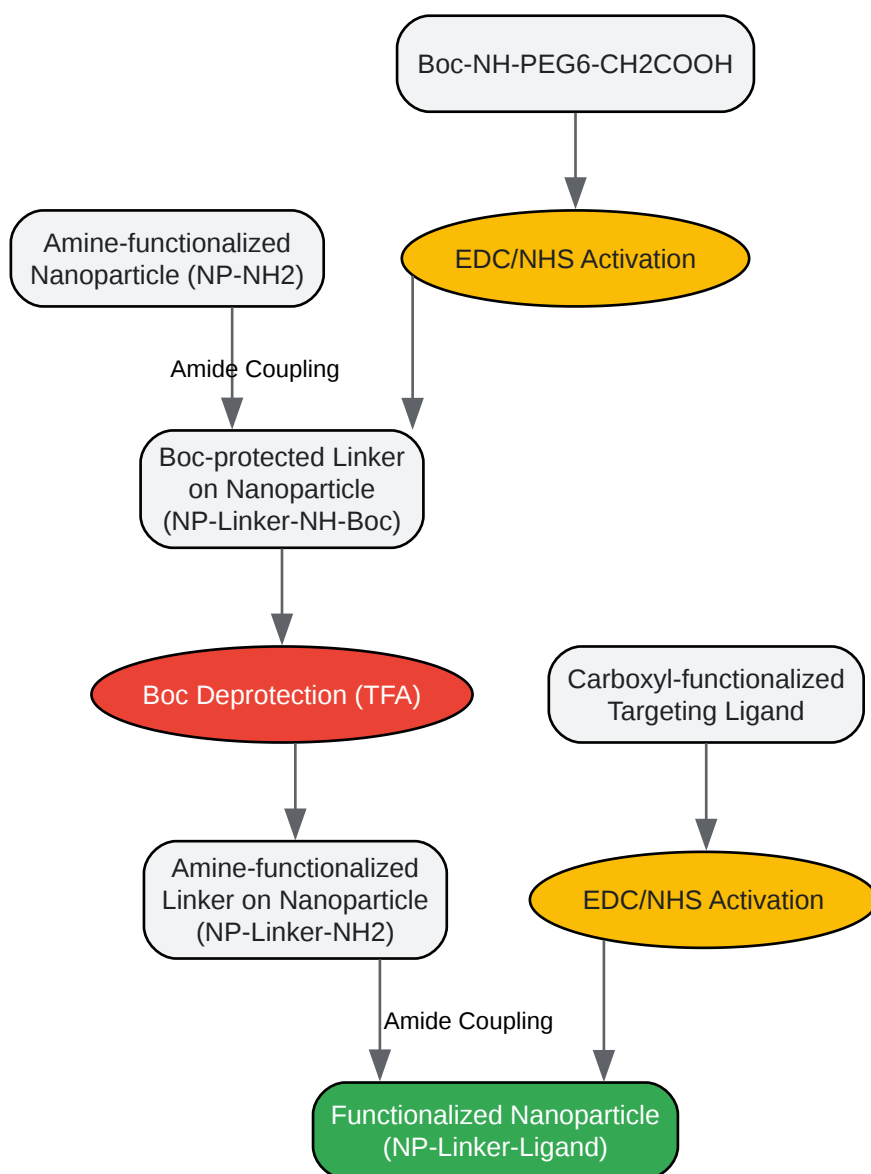 Boc-NH-PEG6-CH2COOH
Amine-functionalized
Nanoparticle (NP-NH2)
EDC/NHS Activation
Amide Coupling
Boc-protected Linker
on Nanoparticle
(NP-Linker-NH-Boc)
Boc Deprotection (TFA)
Carboxyl-functionalized
Targeting Ligand
Amine-functionalized
Linker on Nanoparticle
(NP-Linker-NH2)
EDC/NHS Activation
Amide Coupling
Functionalized Nanoparticle
(NP-Linker-Ligand)